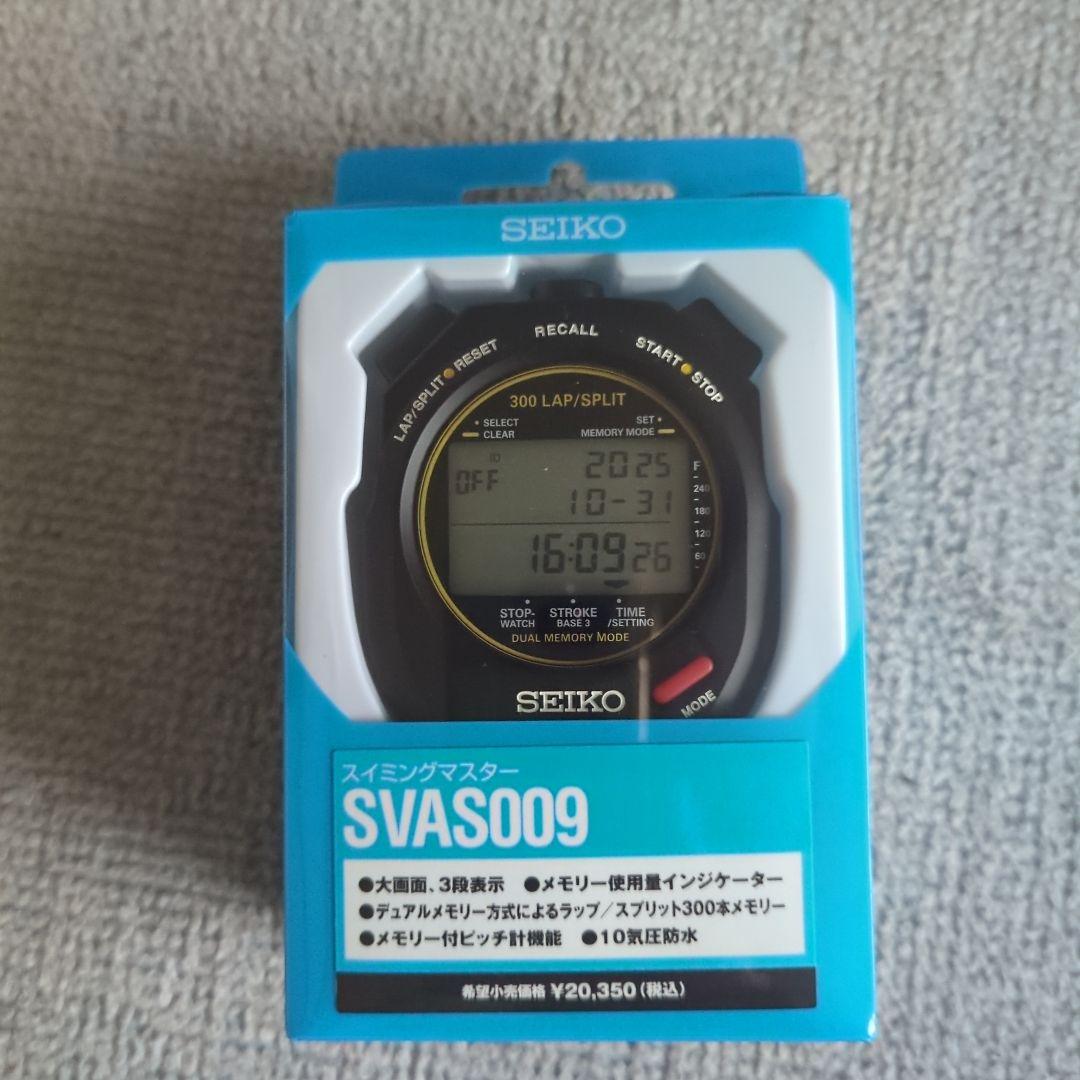 SEIKO
RECALL
LAP/SPLIT●RESET
START●STOP
300 LAP/SPLIT
• SELECT
CLEAR
SET •
MEMORY MODE
ID
OFF
2025
10-31
16:09 26
F
240
180
120
60
STOP-WATCH
STROKE BASE 3
TIME /SETTING
DUAL MEMORY MODE
SEIKO
MODE
スイミングマスター
SVAS009
●大画面、3段表示 ●メモリー使用量インジケーター
●デュアルメモリー方式によるラップ/スプリット300本メモリー
●メモリー付ピッチ計機能 ●10気圧防水
希望小売価格 ¥20,350(税込)